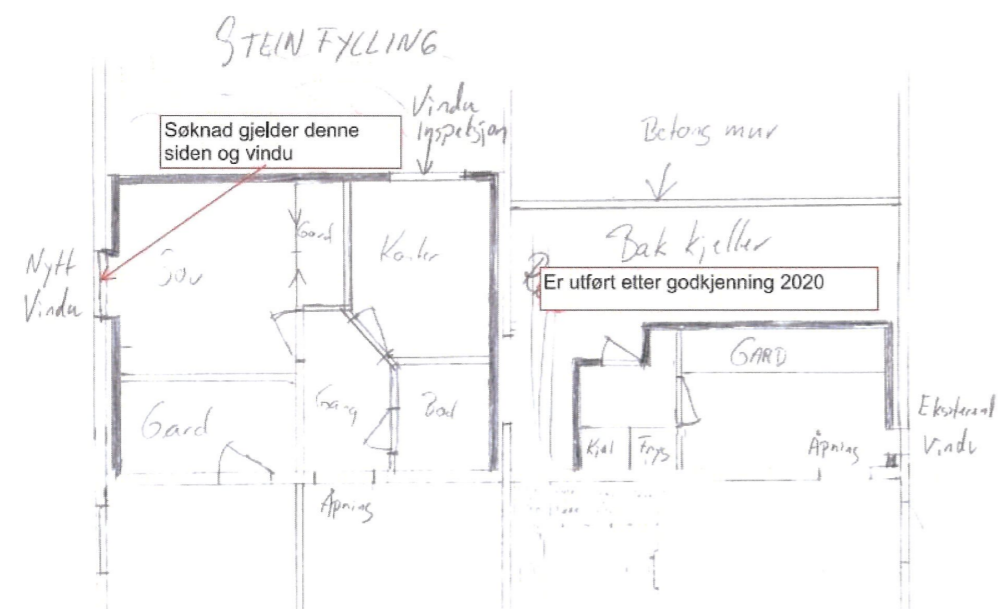 STEIN FYLLING
Vindu
Inspeksjon
Søknad gjelder denne
siden og vindu
Betong mur
Nytt
Vindu
Sov
Gard
Kontor
Bak kjeller
Er utført etter godkjenning 2020
GARD
Gard
Gang
Bad
Kjøl
Frys
Åpning
Vindu
Åpning